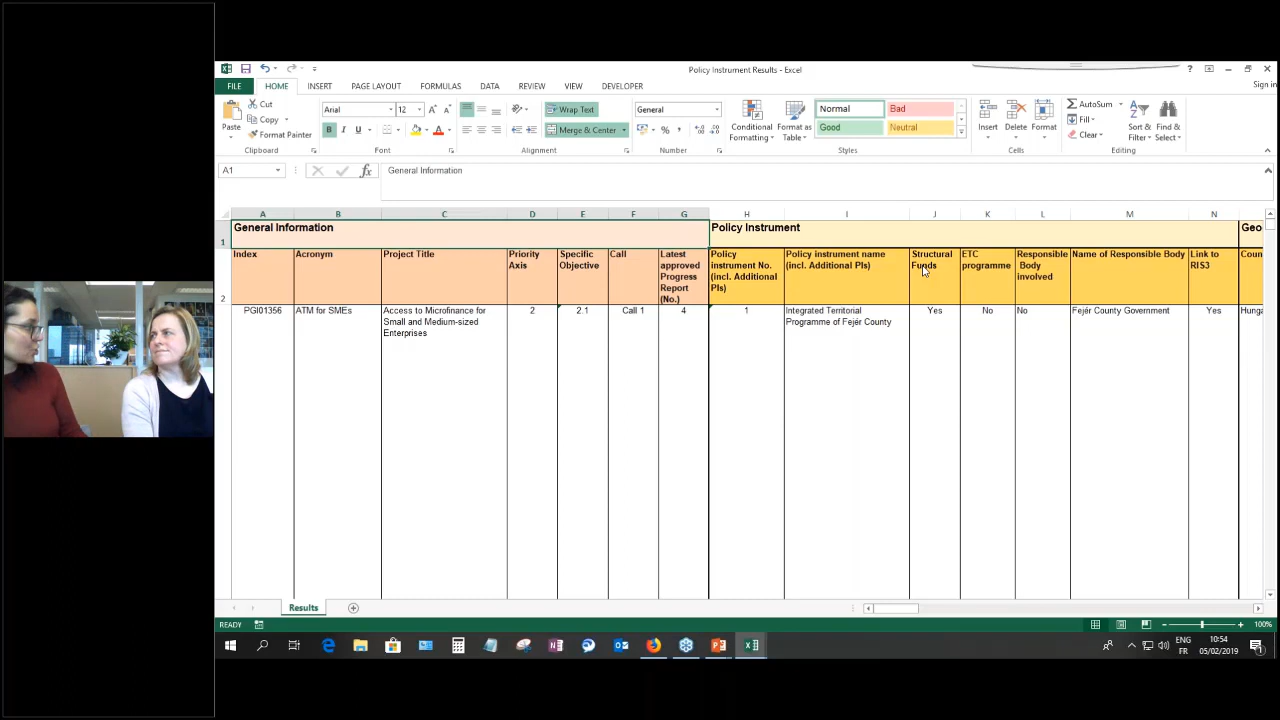 Policy Instrument Results - Excel
?
Sign in
FILE HOME INSERT PAGE LAYOUT FORMULAS DATA REVIEW VIEW DEVELOPER
Paste
Cut
Copy
Format Painter
Clipboard
Arial 12
B I U
Font
Wrap Text
Merge & Center
Alignment
General
%
Number
Conditional
Formatting
Format as
Table
Normal Bad
Good Neutral
Styles
Insert Delete Format
Cells
AutoSum
Fill
Clear
Sort &
Filter
Find &
Select
Editing
A1 fx General Information
A B C D E F G H I J K L M N
1 General Information Policy Instrument Geo
2
Index
Acronym
Project Title
Priority
Axis
Specific
Objective
Call
Latest
approved
Progress
Report
(No.)
Policy
instrument No.
(incl. Additional
PIs)
Policy instrument name
(incl. Additional PIs)
Structural
Funds
ETC
programme
Responsible
Body
involved
Name of Responsible Body
Link to
RIS3
Coun
PGI01356
ATM for SMEs
Access to Microfinance for
Small and Medium-sized
Enterprises
2
2.1
Call 1
4
1
Integrated Territorial
Programme of Fejér County
Yes
No
No
Fejér County Government
Yes
Hunga
Results
READY
100%
ENG
FR
10:54
05/02/2019